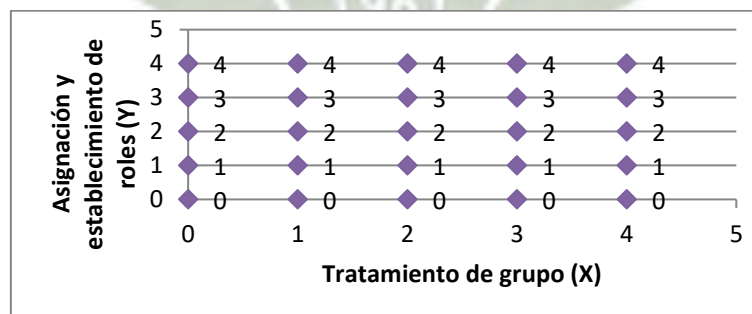 Asignación y
establecimiento de
roles (Y)
5
4 4 4 4 4 4
3 3 3 3 3 3
2 2 2 2 2 2
1 1 1 1 1 1
0 0 0 0 0 0
0 1 2 3 4 5
Tratamiento de grupo (X)